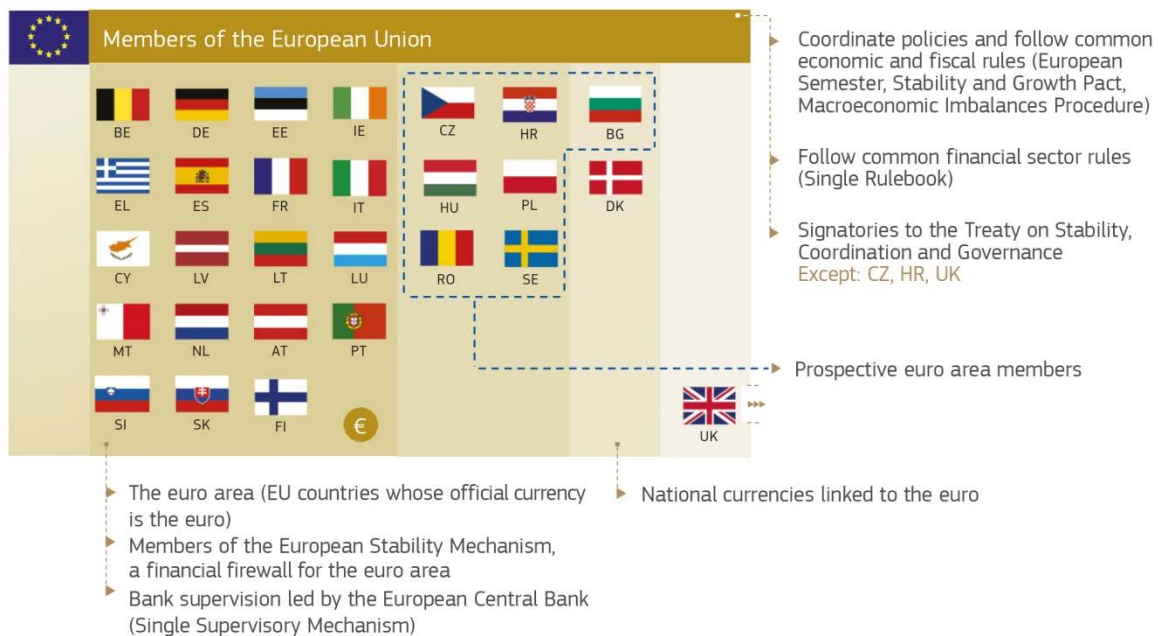 Members of the European Union
BE DE EE IE CZ HR BG
EL ES FR IT HU PL DK
CY LV LT LU RO SE
MT NL AT PT
SI SK FI € UK
Coordinate policies and follow common
economic and fiscal rules (European
Semester, Stability and Growth Pact,
Macroeconomic Imbalances Procedure)
Follow common financial sector rules
(Single Rulebook)
Signatories to the Treaty on Stability,
Coordination and Governance
Except: CZ, HR, UK
Prospective euro area members
The euro area (EU countries whose official currency
is the euro)
Members of the European Stability Mechanism,
a financial firewall for the euro area
Bank supervision led by the European Central Bank
(Single Supervisory Mechanism)
National currencies linked to the euro